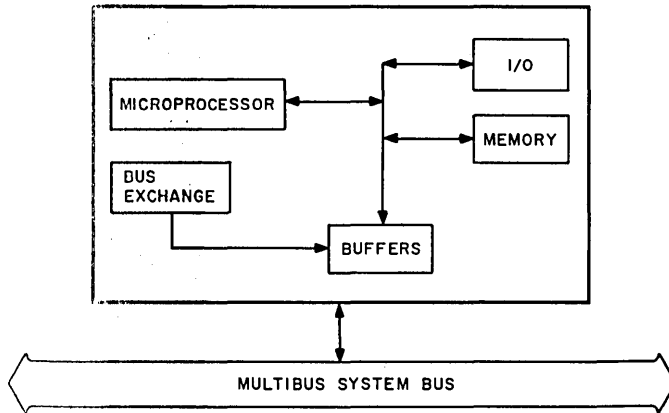 I/O
MICROPROCESSOR
MEMORY
BUS
EXCHANGE
BUFFERS
MULTIBUS SYSTEM BUS